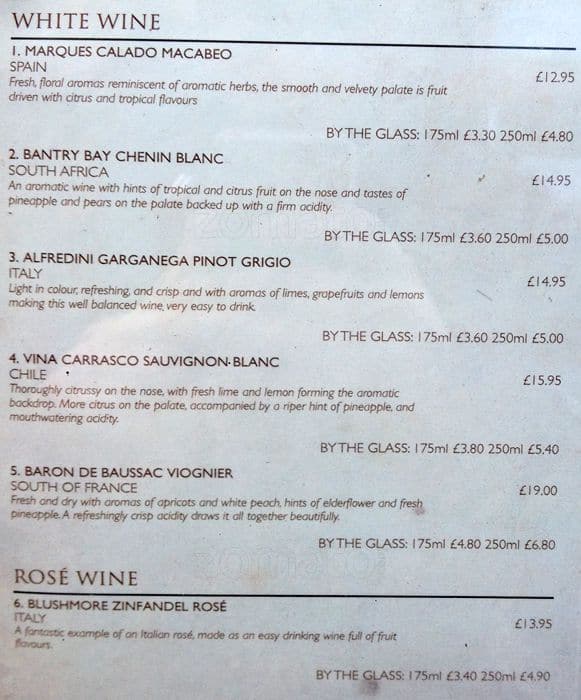 WHITE WINE
1. MARQUES CALADO MACABEO
SPAIN
£12.95
Fresh, floral aromas reminiscent of aromatic herbs, the smooth and velvety palate is fruit
driven with citrus and tropical flavours
BY THE GLASS: 175ml £3.30 250ml £4.80
2. BANTRY BAY CHENIN BLANC
SOUTH AFRICA
£14.95
An aromatic wine with hints of tropical and citrus fruit on the nose and tastes of
pineapple and pears on the palate backed up with a firm acidity.
zomato
BY THE GLASS: 175ml £3.60 250ml £5.00
3. ALFREDINI GARGANEGA PINOT GRIGIO
ITALY
£14.95
Light in colour, refreshing, and crisp and with aromas of limes, grapefruits and lemons
making this well balanced wine, very easy to drink.
BY THE GLASS: 175ml £3.60 250ml £5.00
4. VINA CARRASCO SAUVIGNON BLANC
CHILE
£15.95
Thoroughly citrussy on the nose, with fresh lime and lemon forming the aromatic
backdrop. More citrus on the palate, accompanied by a riper hint of pineapple, and
mouthwatering acidity.
BY THE GLASS: 175ml £3.80 250ml £5.40
5. BARON DE BAUSSAC VIOGNIER
SOUTH OF FRANCE
£19.00
Fresh and dry with aromas of apricots and white peach, hints of elderflower and fresh
pineapple. A refreshingly crisp acidity draws it all together beautifully.
BY THE GLASS: 175ml £4.80 250ml £6.80
zomato
ROSÉ WINE
6. BLUSHMORE ZINFANDEL ROSÉ
ITALY
£13.95
A fantastic example of an Italian rosé, made as an easy drinking wine full of fruit
flavours.
BY THE GLASS: 175ml £3.40 250ml £4.90